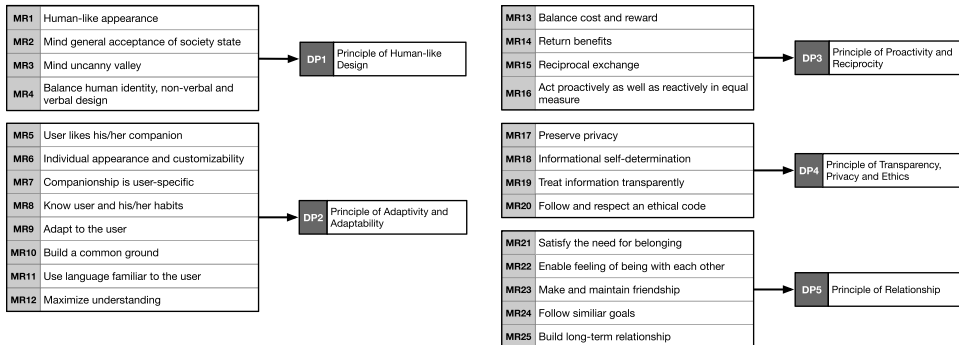 MR1 Human-like appearance
MR2 Mind general acceptance of society state
MR3 Mind uncanny valley
MR4 Balance human identity, non-verbal and
verbal design
DP1 Principle of Human-like
Design
MR5 User likes his/her companion
MR6 Individual appearance and customizability
MR7 Companionship is user-specific
MR8 Know user and his/her habits
MR9 Adapt to the user
MR10 Build a common ground
MR11 Use language familiar to the user
MR12 Maximize understanding
DP2 Principle of Adaptivity and
Adaptability
MR13 Balance cost and reward
MR14 Return benefits
MR15 Reciprocal exchange
MR16 Act proactively as well as reactively in equal
measure
DP3 Principle of Proactivity and
Reciprocity
MR17 Preserve privacy
MR18 Informational self-determination
MR19 Treat information transparently
MR20 Follow and respect an ethical code
DP4 Principle of Transparency,
Privacy and Ethics
MR21 Satisfy the need for belonging
MR22 Enable feeling of being with each other
MR23 Make and maintain friendship
MR24 Follow similiar goals
MR25 Build long-term relationship
DP5 Principle of Relationship